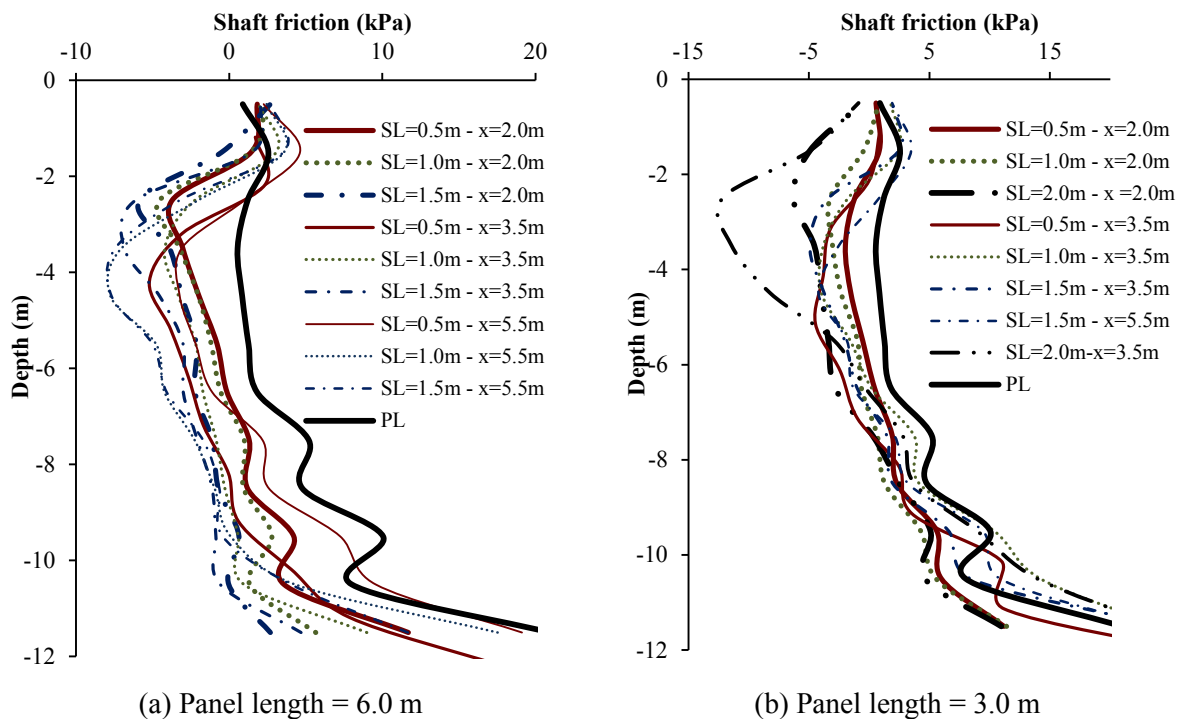 Shaft friction (kPa)
-10 0 10 20
0
-2
-4
-6
-8
-10
-12
Depth (m)
SL=0.5m - x=2.0m
SL=1.0m - x=2.0m
SL=1.5m - x=2.0m
SL=0.5m - x=3.5m
SL=1.0m - x=3.5m
SL=1.5m - x=3.5m
SL=0.5m - x=5.5m
SL=1.0m - x=5.5m
SL=1.5m - x=5.5m
PL
(a) Panel length = 6.0 m
Shaft friction (kPa)
-15 -5 5 15
0
-2
-4
-6
-8
-10
-12
Depth (m)
SL=0.5m - x=2.0m
SL=1.0m - x=2.0m
SL=2.0m - x =2.0m
SL=0.5m - x=3.5m
SL=1.0m - x=3.5m
SL=1.5m - x=3.5m
SL=1.5m - x=5.5m
SL=2.0m-x=3.5m
PL
(b) Panel length = 3.0 m